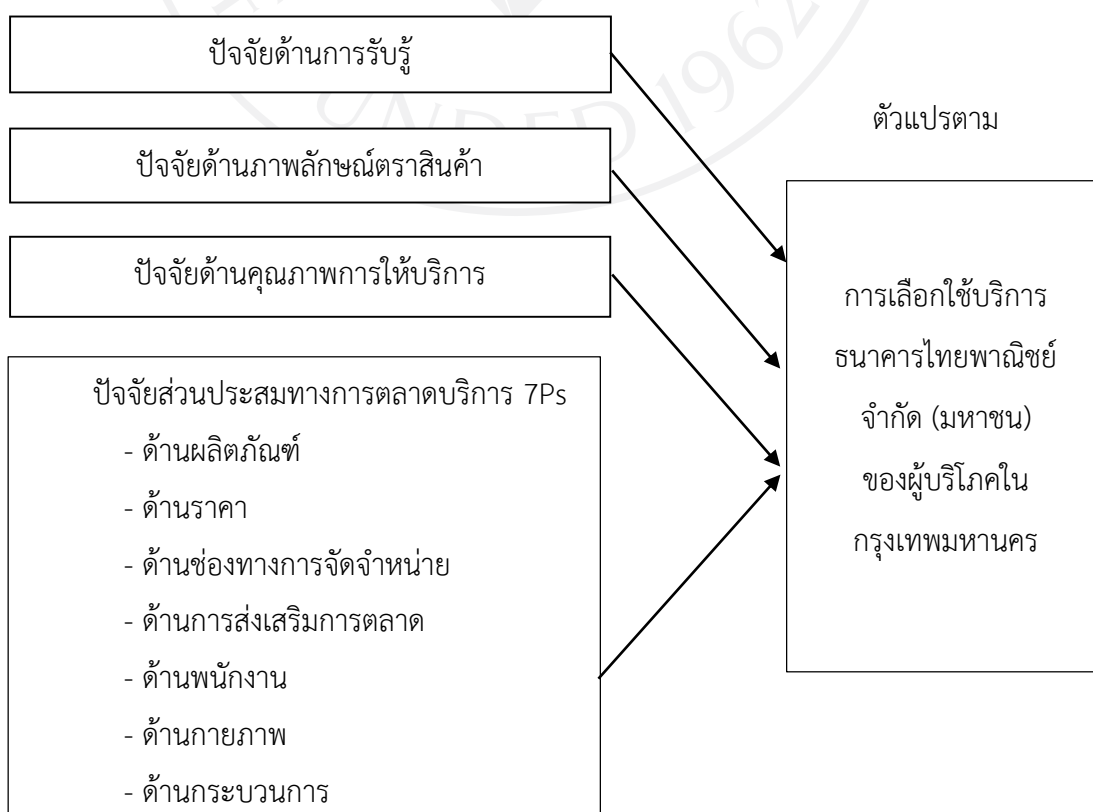 UNDED 1962
ปัจจัยด้านการรับรู้
ปัจจัยด้านภาพลักษณ์ตราสินค้า
ปัจจัยด้านคุณภาพการให้บริการ
ปัจจัยส่วนประสมทางการตลาดบริการ 7Ps
- ด้านผลิตภัณฑ์
- ด้านราคา
- ด้านช่องทางการจัดจำหน่าย
- ด้านการส่งเสริมการตลาด
- ด้านพนักงาน
- ด้านกายภาพ
- ด้านกระบวนการ
ตัวแปรตาม
การเลือกใช้บริการ
ธนาคารไทยพาณิชย์
จำกัด (มหาชน)
ของผู้บริโภคใน
กรุงเทพมหานคร